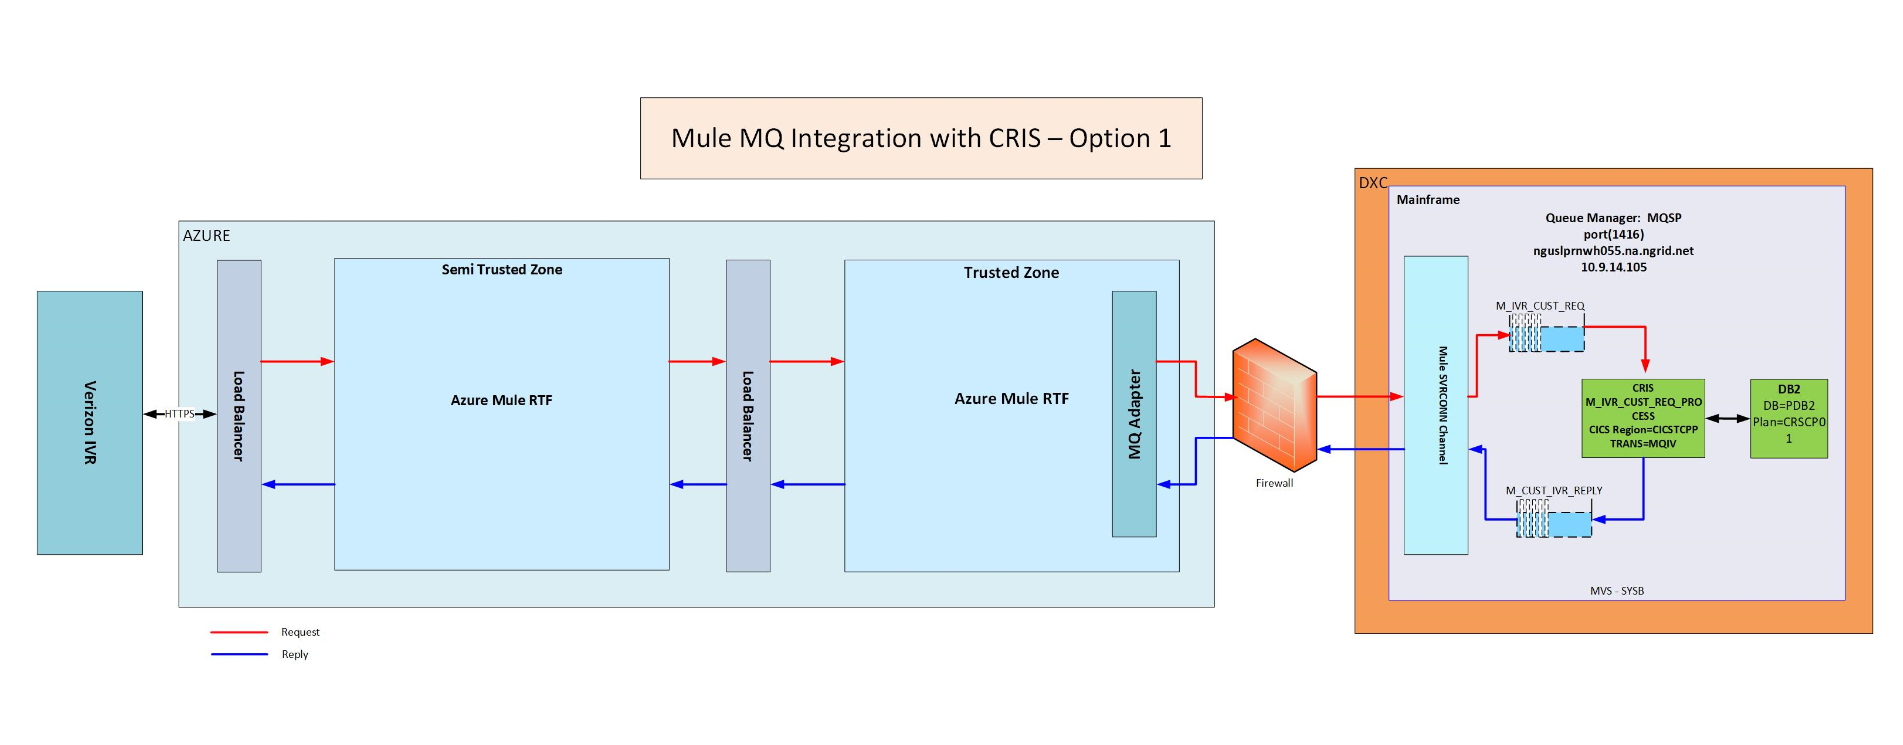 Mule MQ Integration with CRIS – Option 1
DXC
Mainframe
Queue Manager:  MQSP
port(1416)
nguslprnwh055.na.ngrid.net
10.9.14.105
AZURE
Semi Trusted Zone
Trusted Zone
Verizon IVR
HTTPS
Load Balancer
Azure Mule RTF
Load Balancer
Azure Mule RTF
MQ Adapter
Firewall
Mule SVRCONN Channel
M_IVR_CUST_REQ
CRIS
M_IVR_CUST_REQ_PRO
CESS
CICS Region=CICSTCPP
TRANS=MQIV
DB2
DB=PDB2
Plan=CRSCP0
1
M_CUST_IVR_REPLY
MVS - SYSB
Request
Reply